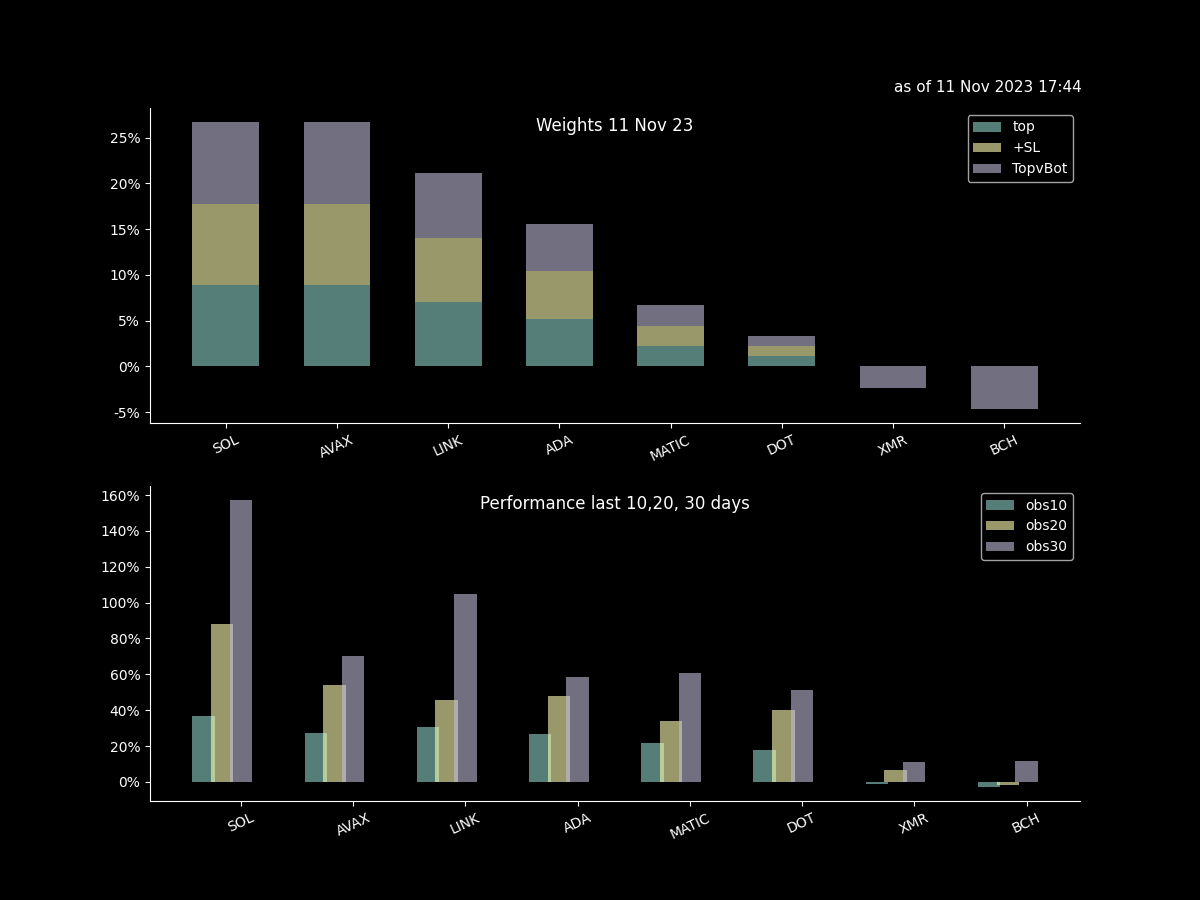 as of 11 Nov 2023 17:44
Weights 11 Nov 23
top
+SL
TopvBot
25%
20%
15%
10%
5%
0%
-5%
SOL AVAX LINK ADA MATIC DOT XMR BCH
Performance last 10,20, 30 days
obs10
obs20
obs30
160%
140%
120%
100%
80%
60%
40%
20%
0%
SOL AVAX LINK ADA MATIC DOT XMR BCH